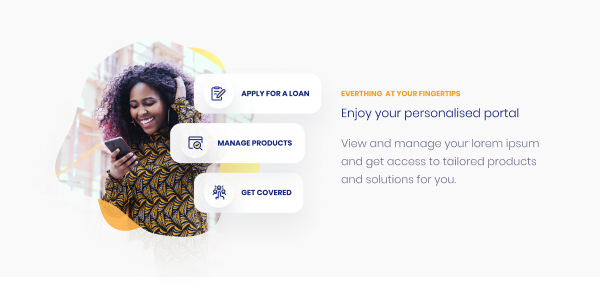 APPLY FOR A LOAN
MANAGE PRODUCTS
GET COVERED
EVERTHING AT YOUR FINGERTIPS
Enjoy your personalised portal
View and manage your lorem ipsum
and get access to tailored products
and solutions for you.